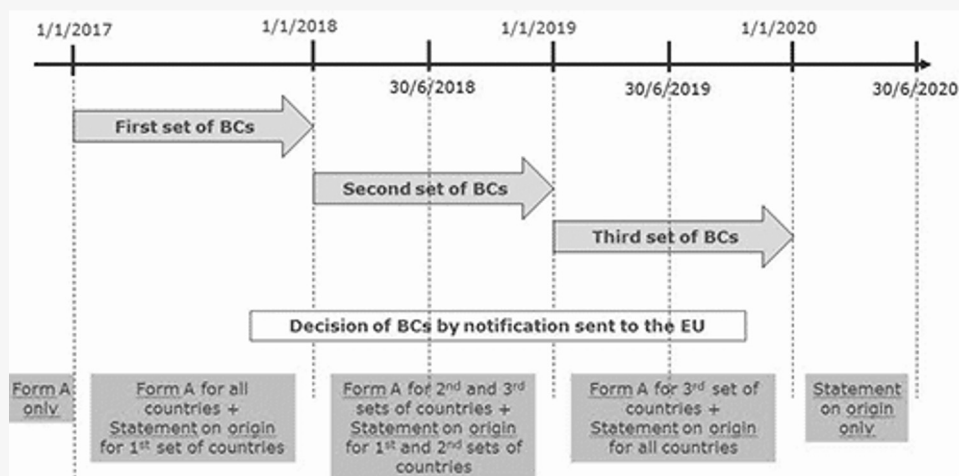 1/1/2017
1/1/2018
1/1/2019
1/1/2020
30/6/2018
30/6/2019
30/6/2020
First set of BCs
Second set of BCs
Third set of BCs
Decision of BCs by notification sent to the EU
Form A
only
Form A for all
countries +
Statement on origin
for 1st set of countries
Form A for 2nd and 3rd
sets of countries +
Statement on origin
for 1st and 2nd sets of
countries
Form A for 3rd set of
countries +
Statement on origin
for all countries
Statement
on origin
only